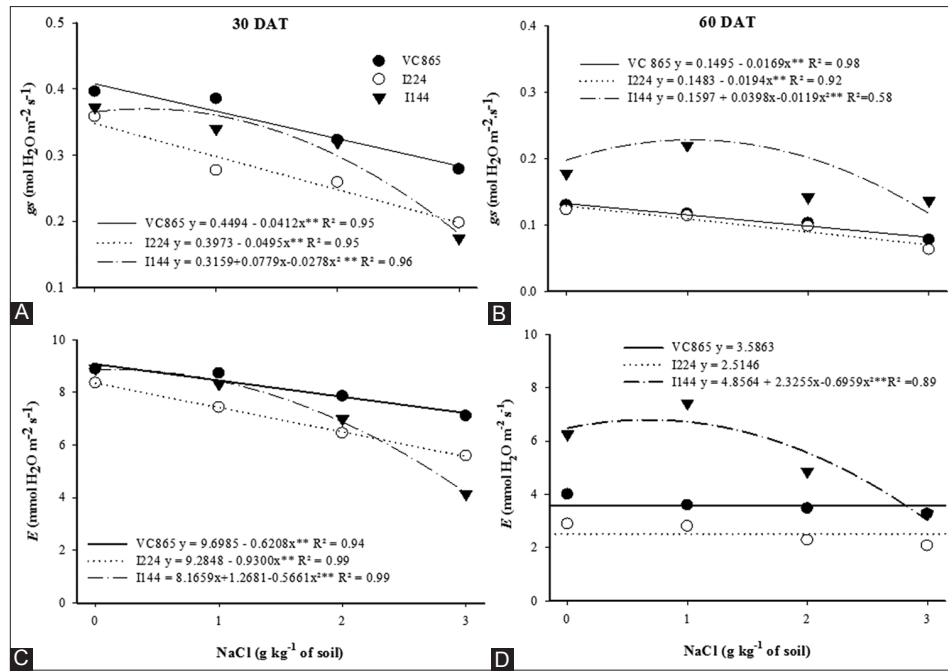 30 DAT
0.5
0.4
0.3
0.2
0.1
gs (mol H₂O m⁻² s⁻¹)
VC865
I224
I144
VC865 y = 0.4494 - 0.0412x** R² = 0.95
I224 y = 0.3973 - 0.0495x** R² = 0.95
I144 y = 0.3159+0.0779x-0.0278x² ** R² = 0.96
A
60 DAT
0.4
0.3
0.2
0.1
0.0
gs (mol H₂O m⁻².s⁻¹)
VC 865 y = 0.1495 - 0.0169x** R² = 0.98
I224 y = 0.1483 - 0.0194x** R² = 0.92
I144 y = 0.1597 + 0.0398x-0.0119x²** R²=0.58
B
10
8
6
4
2
0
E (mmol H₂O m⁻² s⁻¹)
VC865 y = 9.6985 - 0.6208x** R² = 0.94
I224 y = 9.2848 - 0.9300x** R² = 0.99
I144 = 8.1659x+1.2681-0.5661x²** R² = 0.99
0 1 2 3
NaCl (g kg⁻¹ of soil)
C
10
8
6
4
2
0
E (mmol H₂O m⁻² s⁻¹)
VC865 y = 3.5863
I224 y = 2.5146
I144 y = 4.8564 + 2.3255x-0.6959x²**R² =0.89
0 1 2 3
NaCl (g kg⁻¹ of soil)
D